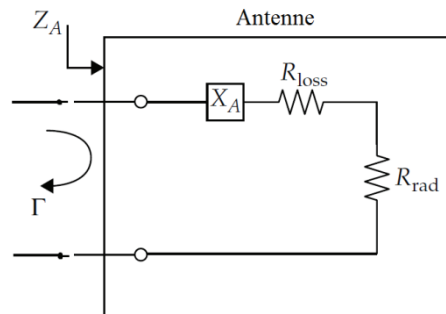 Antenne
Z_A
X_A
R_loss
R_rad
Γ